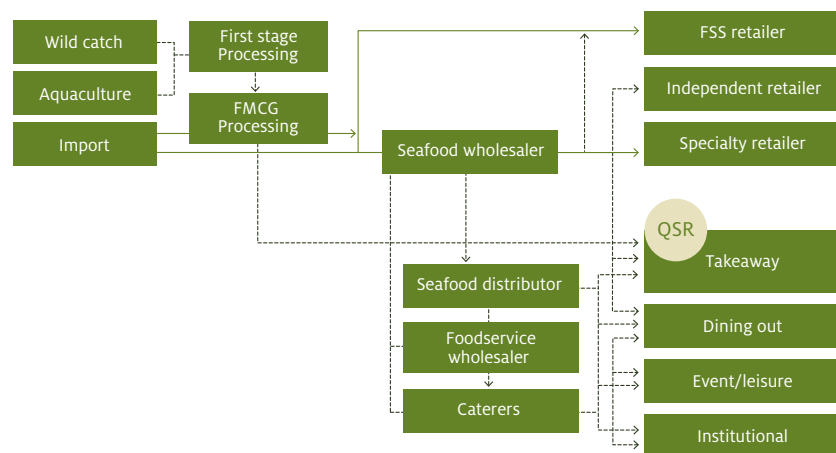 Wild catch
Aquaculture
Import
First stage
Processing
FMCG
Processing
Seafood wholesaler
Seafood distributor
Foodservice
wholesaler
Caterers
FSS retailer
Independent retailer
Specialty retailer
QSR
Takeaway
Dining out
Event/leisure
Institutional